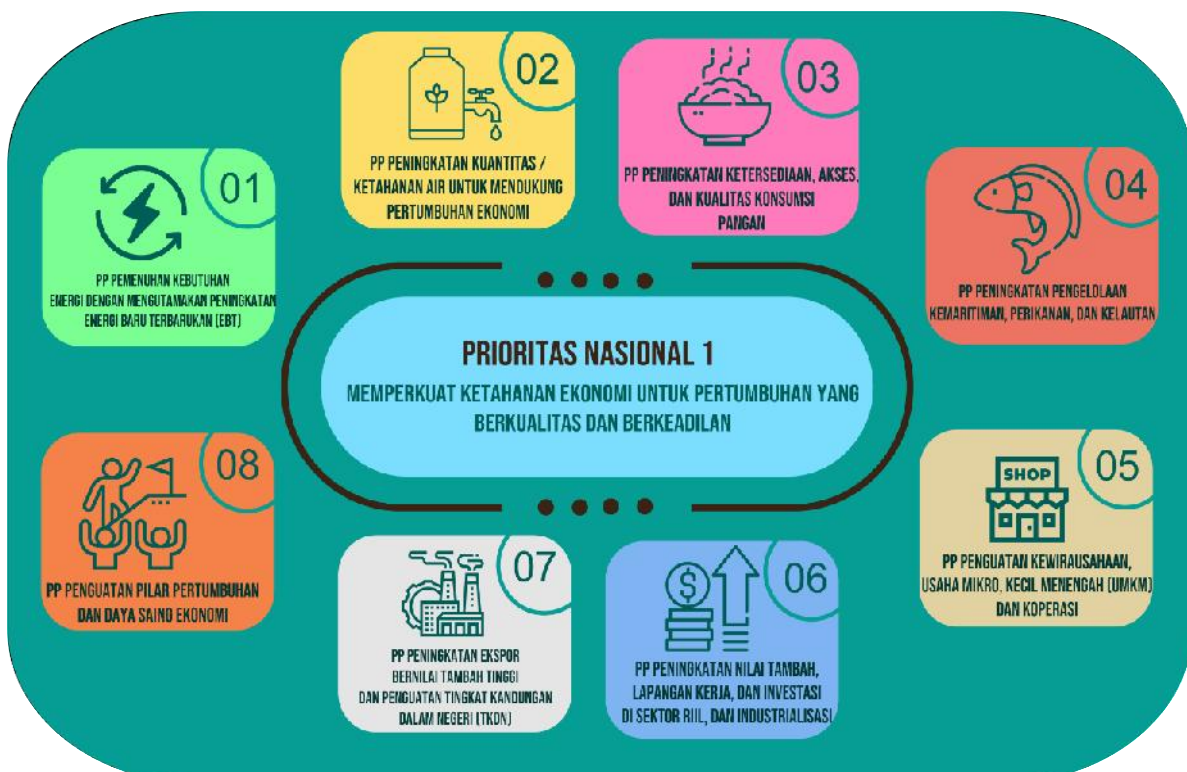 PRIORITAS NASIONAL 1
MEMPERKUAT KETAHANAN EKONOMI UNTUK PERTUMBUHAN YANG
BERKUALITAS DAN BERKEADILAN
01
PP PEMENUHAN KEBUTUHAN
ENERGI DENGAN MENGUTAMAKAN PENINGKATAN
ENERGI BARU TERBARUKAN (EBT)
02
PP PENINGKATAN KUANTITAS /
KETAHANAN AIR UNTUK MENDUKUNG
PERTUMBUHAN EKONOMI
03
PP PENINGKATAN KETERSEDIAAN, AKSES,
DAN KUALITAS KONSUMSI
PANGAN
04
PP PENINGKATAN PENGELOLAAN
KEMARITIMAN, PERIKANAN, DAN KELAUTAN
05
SHOP
PP PENGUATAN KEWIRAUSAHAAN,
USAHA MIKRO, KECIL MENENGAH (UMKM)
DAN KOPERASI
06
$
PP PENINGKATAN NILAI TAMBAH,
LAPANGAN KERJA, DAN INVESTASI
DI SEKTOR RIIL, DAN INDUSTRIALISASI
07
PP PENINGKATAN EKSPOR
BERNILAI TAMBAH TINGGI
DAN PENGUATAN TINGKAT KANDUNGAN
DALAM NEGERI (TKDN)
08
PP PENGUATAN PILAR PERTUMBUHAN
DAN DAYA SAING EKONOMI